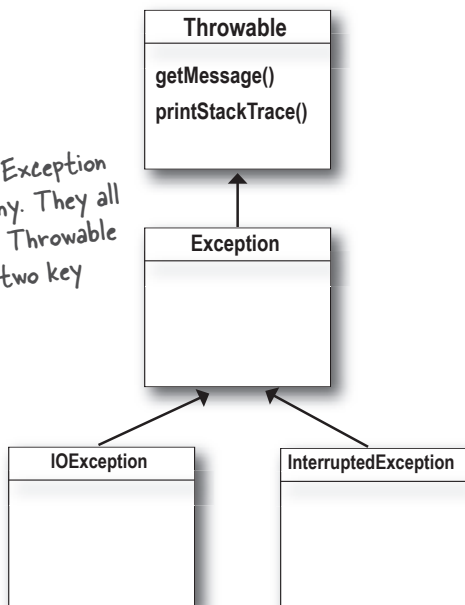 Throwable
getMessage()
printStackTrace()
Exception
ny. They all
Throwable
two key
Exception
IOException
InterruptedException